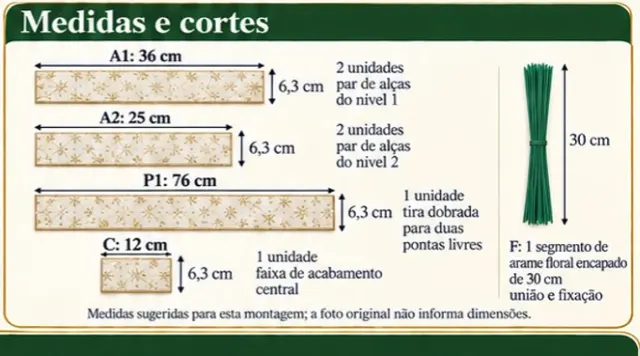 Medidas e cortes
A1: 36 cm
6,3 cm
2 unidades
par de alças
do nivel 1
A2: 25 cm
6,3 cm
2 unidades
par de alças
do nivel 2
P1: 76 cm
6,3 cm
1 unidade
tira dobrada
para duas
pontas livres
C: 12 cm
6,3 cm
1 unidade
faixa de acabamento
central
30 cm
F: 1 segmento de
arame floral encapado
de 30 cm
união e fixação
Medidas sugeridas para esta montagem; a foto original não informa dimensões.